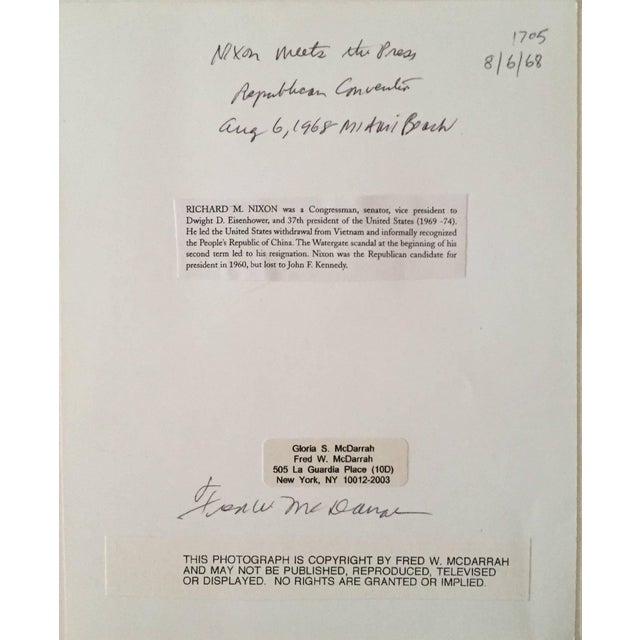 1705
Nixon meets the Press
8/6/68
Republican Convention
Aug 6, 1968 Miami Beach
RICHARD M. NIXON was a Congressman, senator, vice president to
Dwight D. Eisenhower, and 37th president of the United States (1969 -74).
He led the United States withdrawal from Vietnam and informally recognized
the People's Republic of China. The Watergate scandal at the beginning of his
second term led to his resignation. Nixon was the Republican candidate for
president in 1960, but lost to John F. Kennedy.
Gloria S. McDarrah
Fred W. McDarrah
505 La Guardia Place (10D)
New York, NY 10012-2003
Fred W McDarrah
THIS PHOTOGRAPH IS COPYRIGHT BY FRED W. MCDARRAH
AND MAY NOT BE PUBLISHED, REPRODUCED, TELEVISED
OR DISPLAYED. NO RIGHTS ARE GRANTED OR IMPLIED.